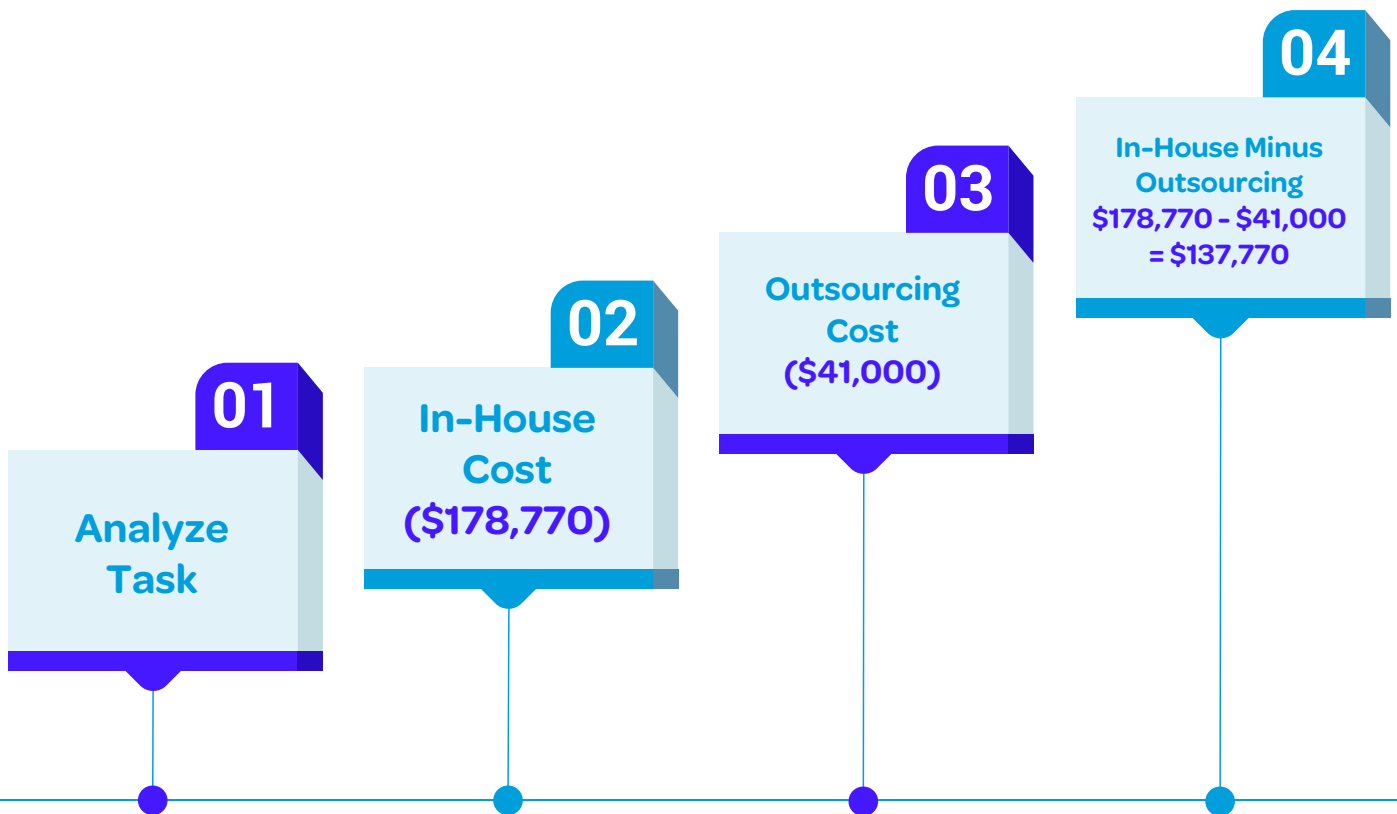 01
Analyze
Task
02
In-House
Cost
($178,770)
03
Outsourcing
Cost
($41,000)
04
In-House Minus
Outsourcing
$178,770 - $41,000
= $137,770